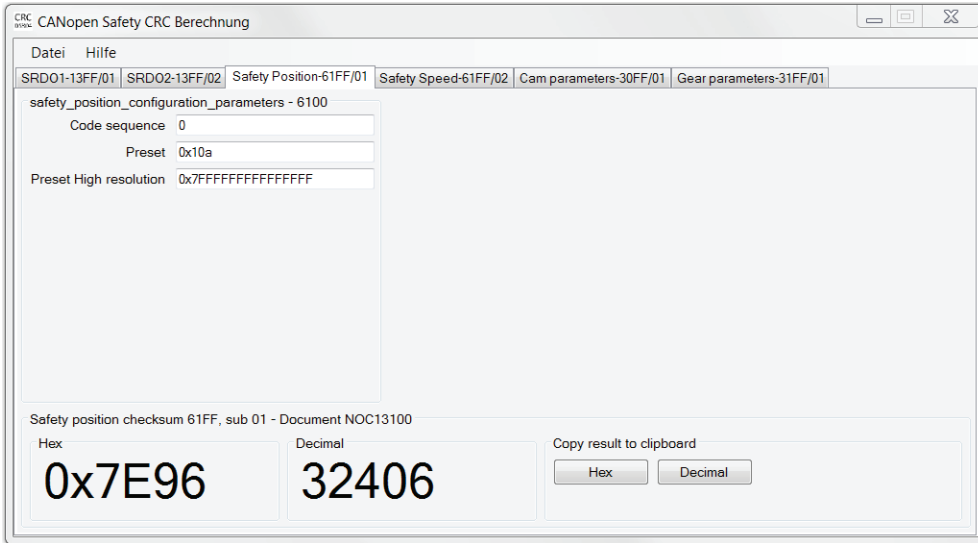 CRC CANopen Safety CRC Berechnung
Datei Hilfe
SRDO1-13FF/01 SRDO2-13FF/02 Safety Position-61FF/01 Safety Speed-61FF/02 Cam parameters-30FF/01 Gear parameters-31FF/01
safety_position_configuration_parameters - 6100
Code sequence 0
Preset 0x10a
Preset High resolution 0x7FFFFFFFFFFFFFFF
Safety position checksum 61FF, sub 01 - Document NOC13100
Hex Decimal Copy result to clipboard
0x7E96 32406 Hex Decimal